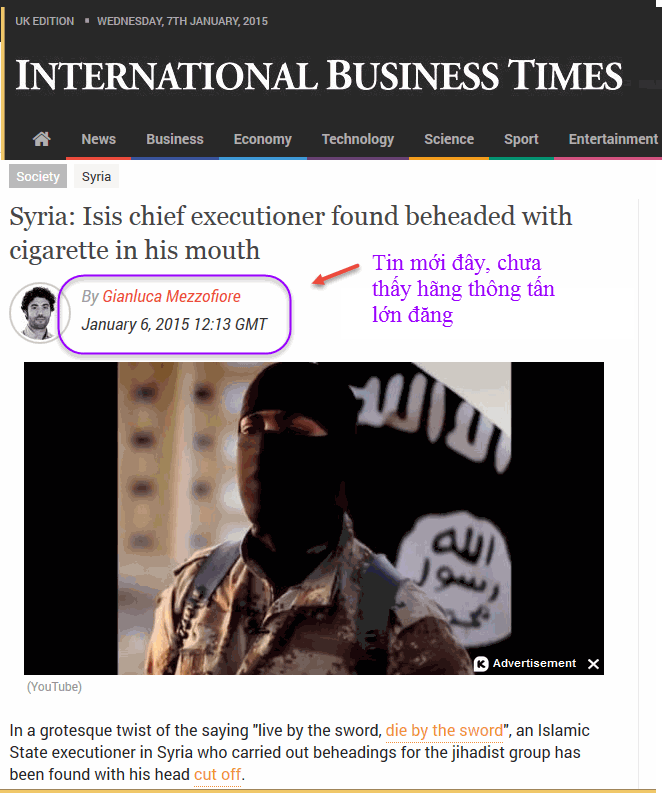 UK EDITION ▪ WEDNESDAY, 7TH JANUARY, 2015
INTERNATIONAL BUSINESS TIMES
News Business Economy Technology Science Sport Entertainment
Society Syria
Syria: Isis chief executioner found beheaded with
cigarette in his mouth
By Gianluca Mezzofiore
January 6, 2015 12:13 GMT
Tin mới đây, chưa
thấy hãng thông tấn
lớn đăng
الله
رسور
K Advertisement ✕
(YouTube)
In a grotesque twist of the saying "live by the sword, die by the sword", an Islamic
State executioner in Syria who carried out beheadings for the jihadist group has
been found with his head cut off.